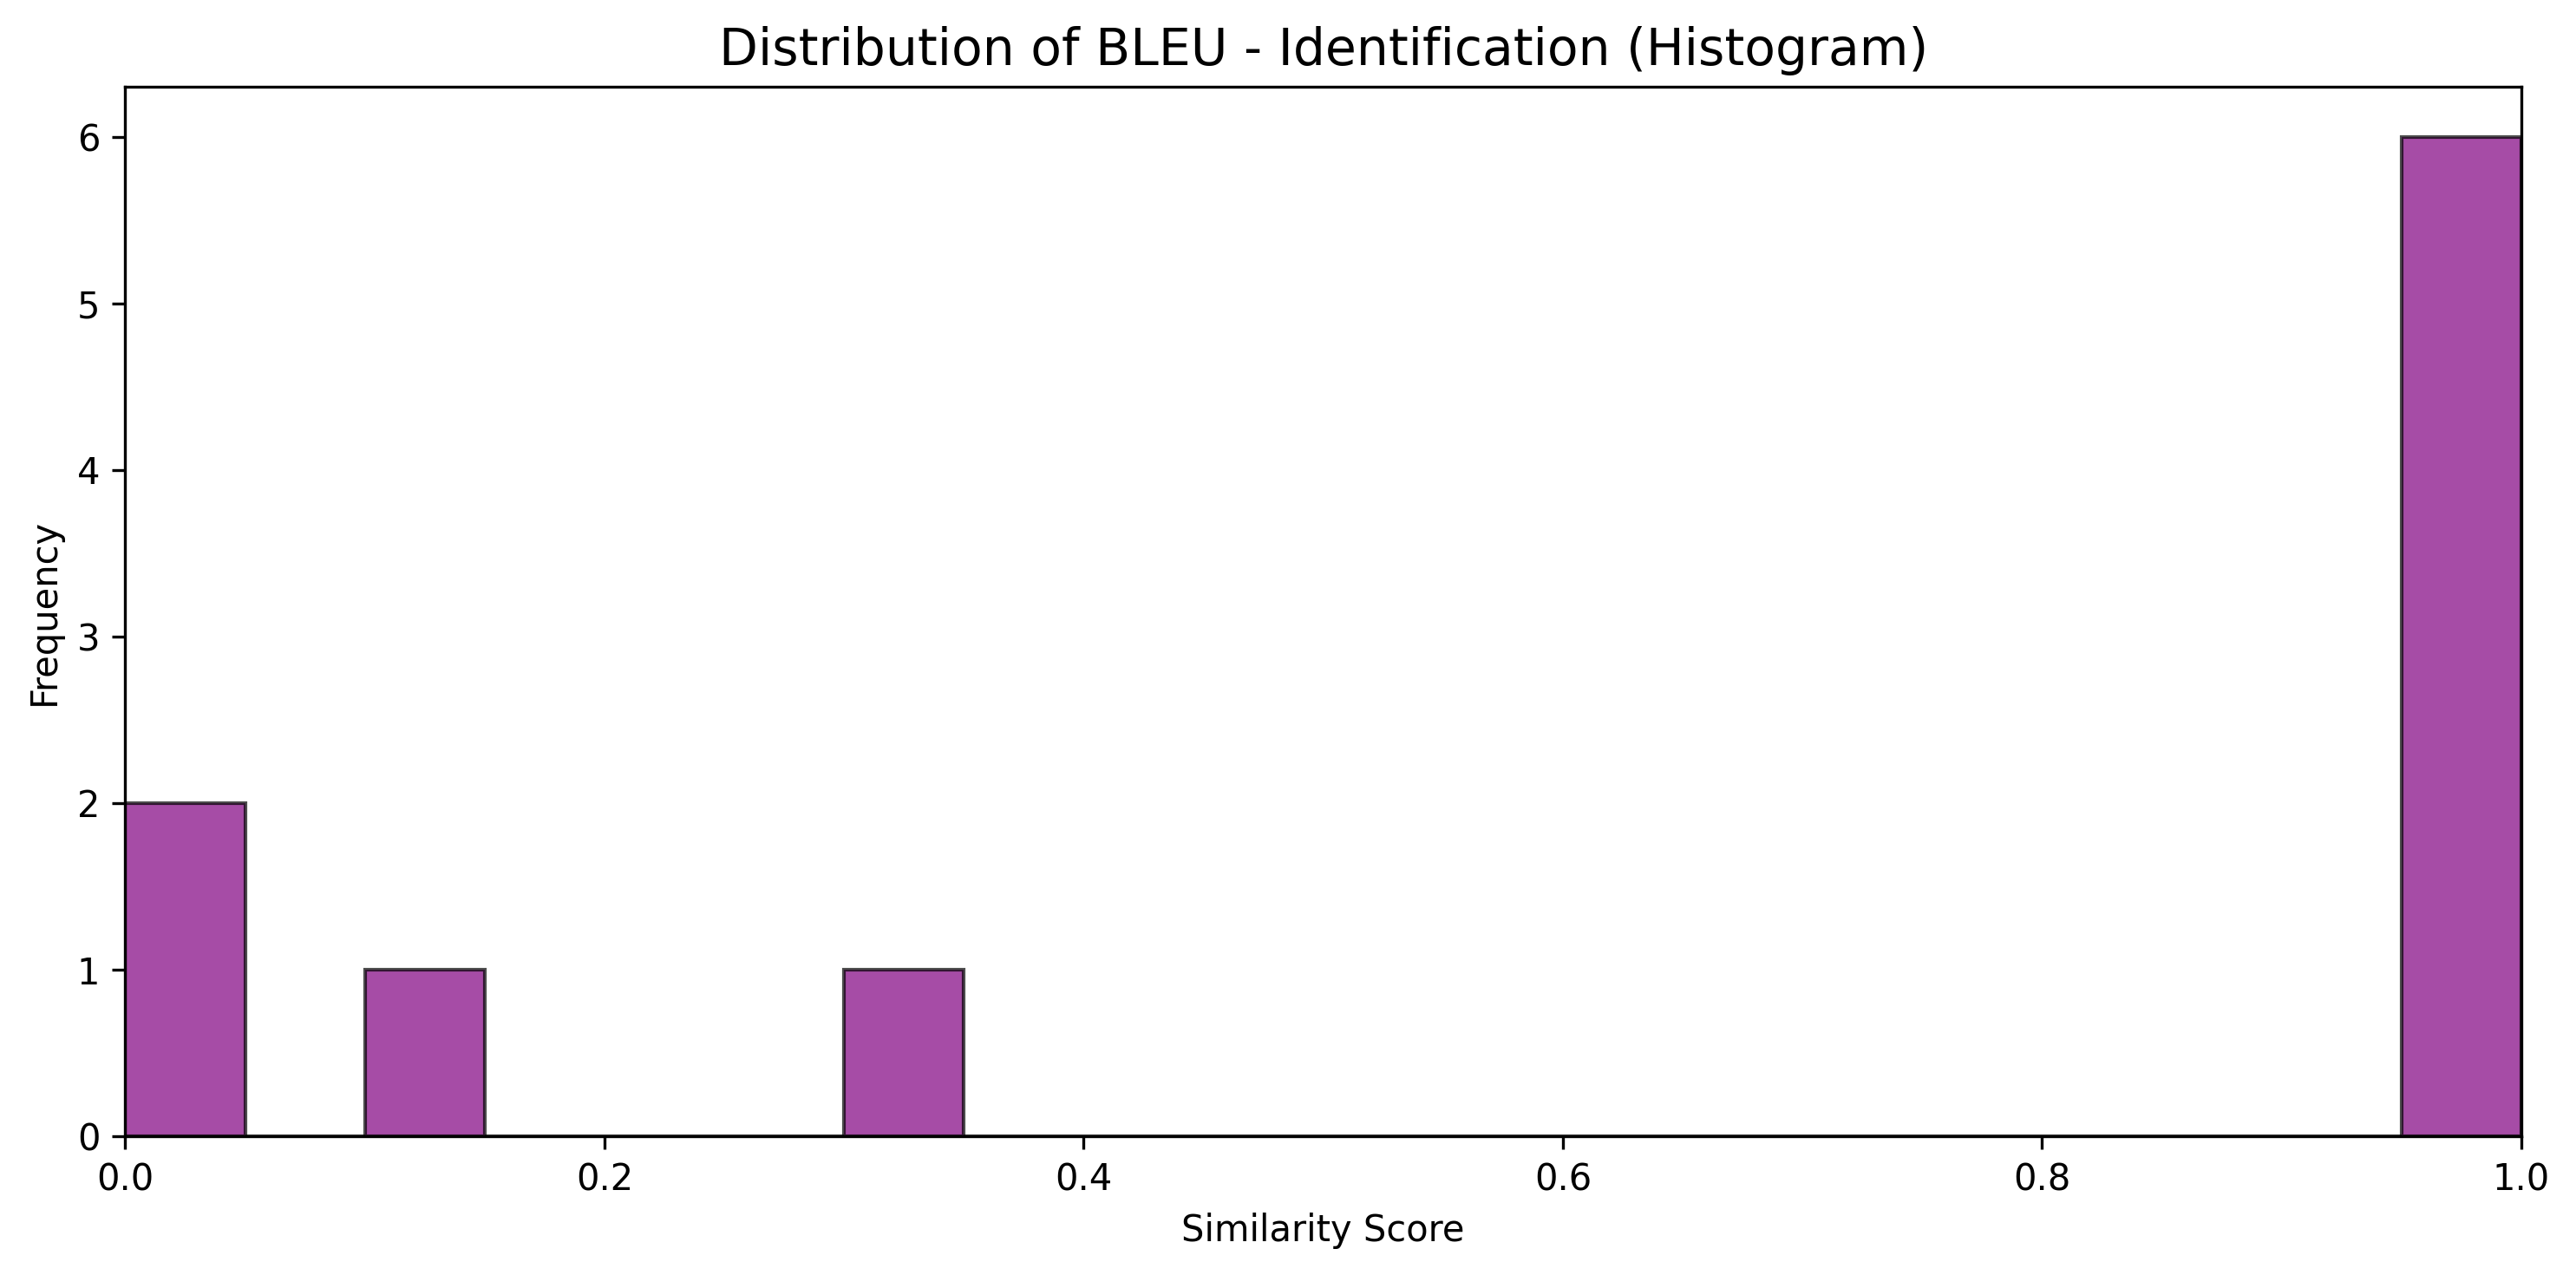 Distribution of BLEU - Identification (Histogram)
6
5
4
3
2
1
0
Frequency
0.0 0.2 0.4 0.6 0.8 1.0
Similarity Score